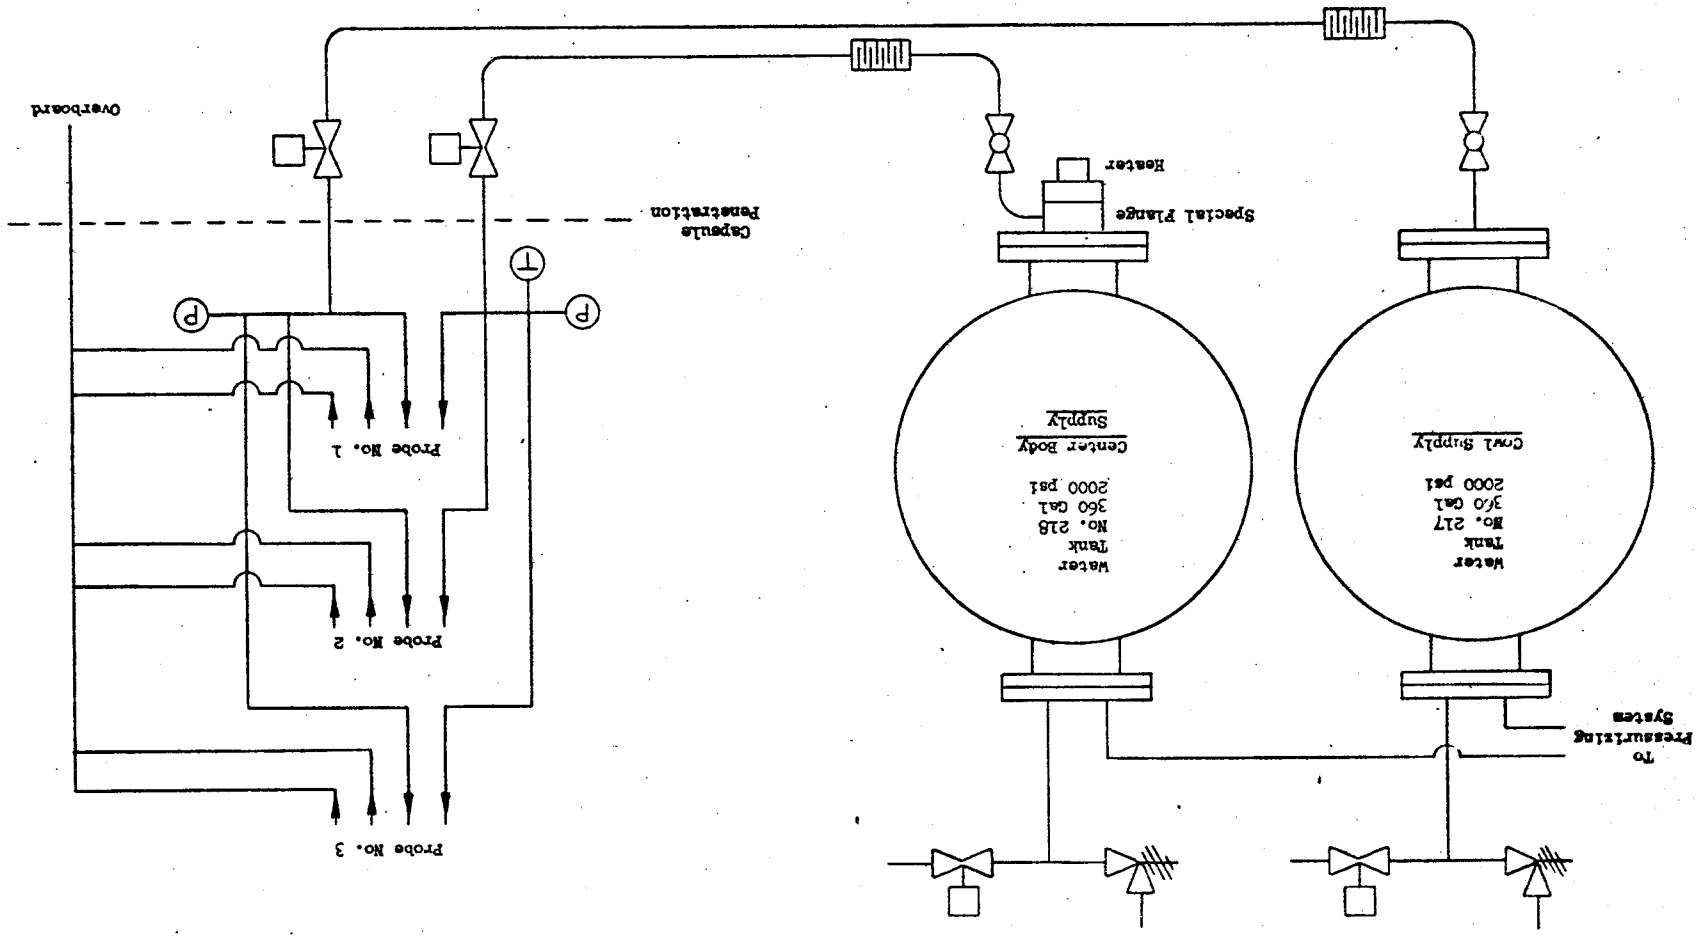 Probe No. 3
Probe No. 2
Probe No. 1
P
P
T
Capsule
Penetration
Overboard
To
Pressurizing
System
Water
Tank
No. 217
360 Gal
2000 psi
Cowl Supply
Water
Tank
No. 218
360 Gal
2000 psi
Center Body
Supply
Special Flange
Heater